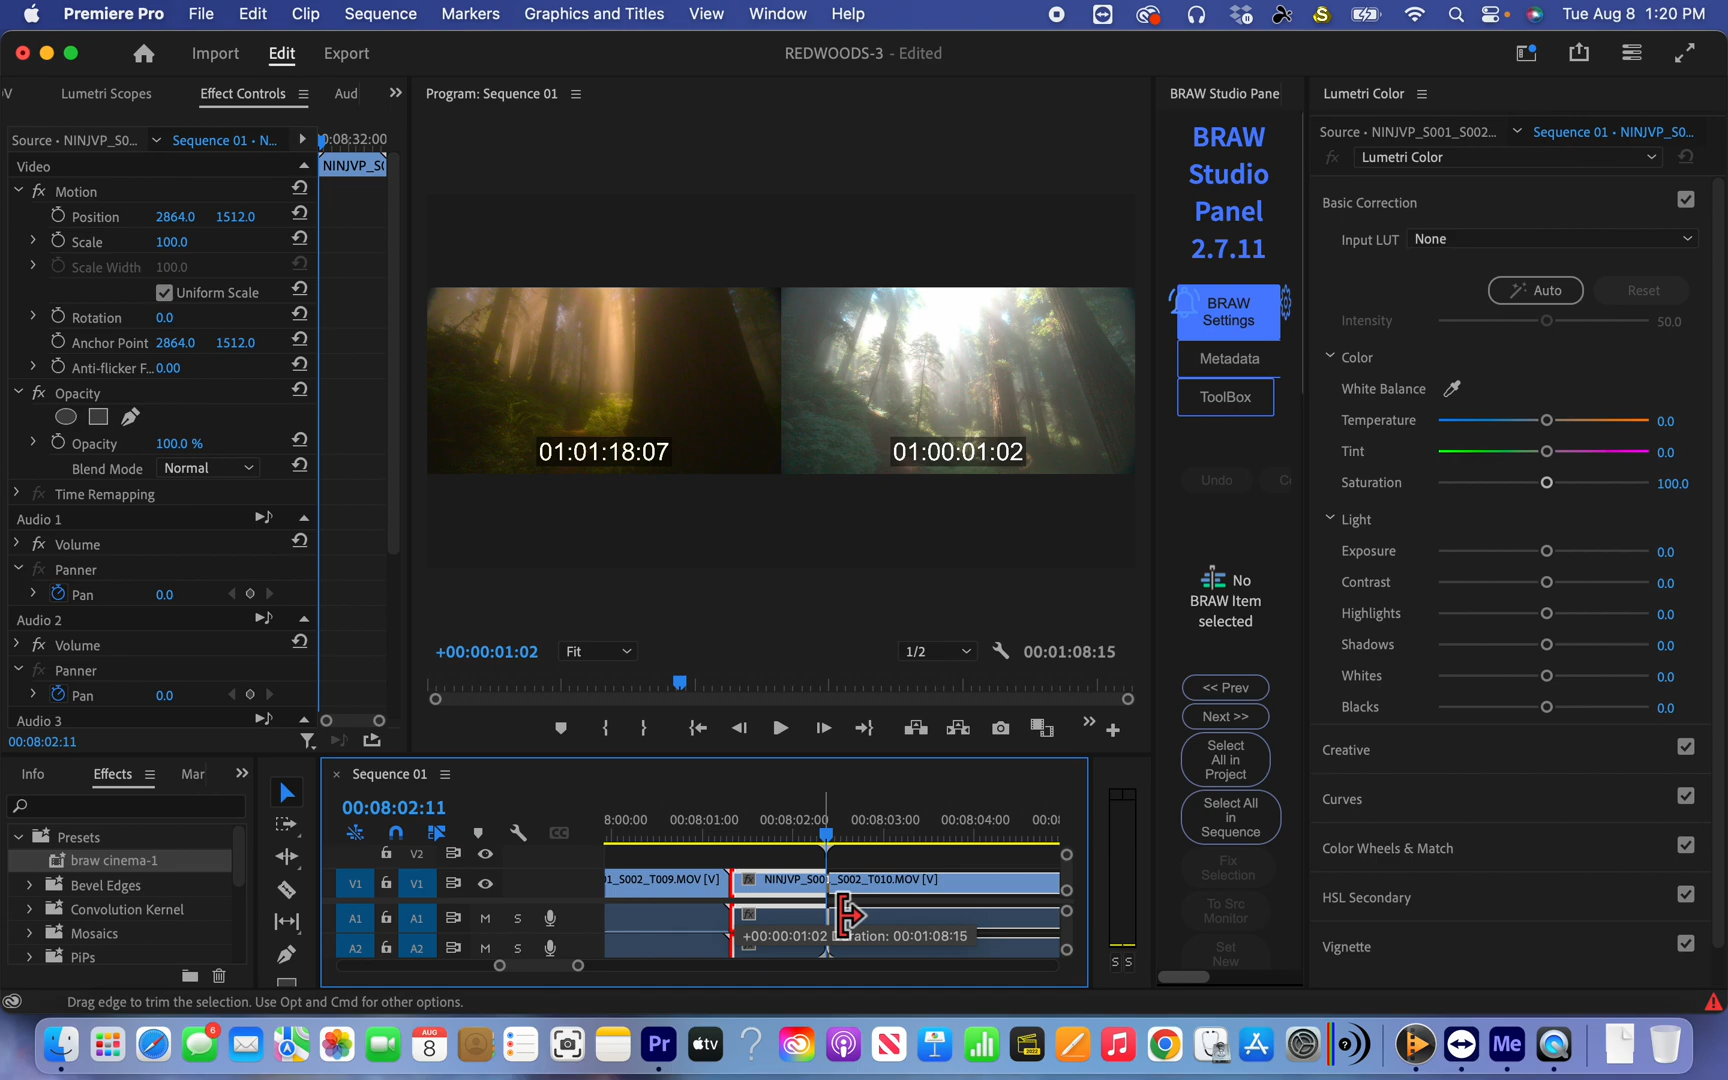 Premiere Pro File Edit Clip Sequence Markers Graphics and Titles View Window Help Tue Aug 8 1:20 PM
Import Edit Export REDWOODS-3 - Edited
Lumetri Scopes Effect Controls Aud
Program: Sequence 01
BRAW Studio Pane
Lumetri Color
Source • NINJVP_S0... Sequence 01 • N... 0:08:32:00
Video
NINJVP_S(
Motion
Position 2864.0 1512.0
Scale 100.0
Scale Width 100.0
Uniform Scale
Rotation 0.0
Anchor Point 2864.0 1512.0
Anti-flicker F... 0.00
Opacity
Opacity 100.0 %
Blend Mode Normal
Time Remapping
Audio 1
Volume
Panner
Pan 0.0
Audio 2
Volume
Panner
Pan 0.0
Audio 3
00:08:02:11
01:01:18:07 01:00:01:02
+00:00:01:02 Fit 1/2 00:01:08:15
BRAW
Studio
Panel
2.7.11
BRAW
Settings
Metadata
ToolBox
Undo
No
BRAW Item
selected
<< Prev
Next >>
Select
All in
Project
Select All
in
Sequence
Fix
Selection
To Src
Monitor
Set
New
Source • NINJVP_S001_S002... Sequence 01 • NINJVP_S0...
fx Lumetri Color
Basic Correction
Input LUT None
Auto Reset
Intensity 50.0
Color
White Balance
Temperature 0.0
Tint 0.0
Saturation 100.0
Light
Exposure 0.0
Contrast 0.0
Highlights 0.0
Shadows 0.0
Whites 0.0
Blacks 0.0
Creative
Curves
Color Wheels & Match
HSL Secondary
Vignette
Info Effects Mar
Presets
braw cinema-1
Bevel Edges
Convolution Kernel
Mosaics
PiPs
Sequence 01
00:08:02:11
8:00:00 00:08:01:00 00:08:02:00 00:08:03:00 00:08:04:00 00:08
V2
V1 V1 1_S002_T009.MOV [V] fx NINJVP_S001_S002_T010.MOV [V]
A1 A1 M S
+00:00:01:02 Duration: 00:01:08:15
A2 A2 M S
S S
Drag edge to trim the selection. Use Opt and Cmd for other options.
6
AUG
8
Pr
tv
Me